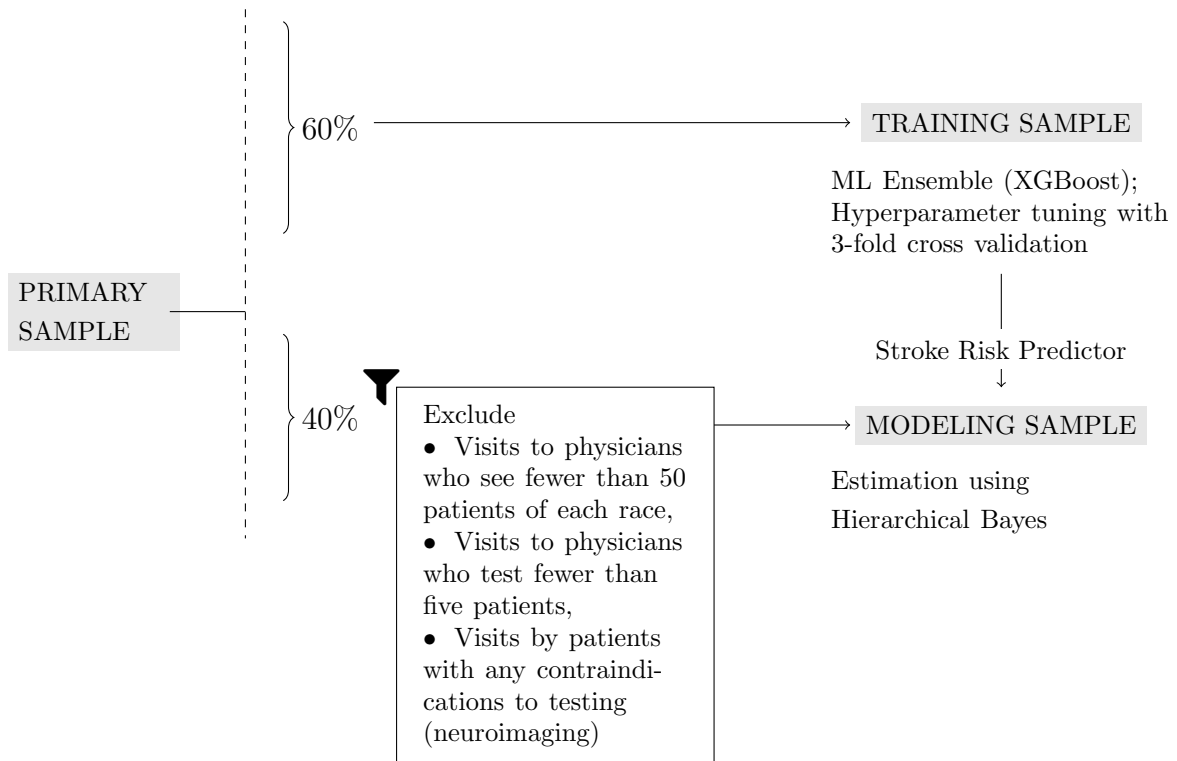 60%
TRAINING SAMPLE
ML Ensemble (XGBoost);
Hyperparameter tuning with
3-fold cross validation
PRIMARY
SAMPLE
Stroke Risk Predictor
40%
Exclude
• Visits to physicians
who see fewer than 50
patients of each race,
• Visits to physicians
who test fewer than
five patients,
• Visits by patients
with any contraindi-
cations to testing
(neuroimaging)
MODELING SAMPLE
Estimation using
Hierarchical Bayes